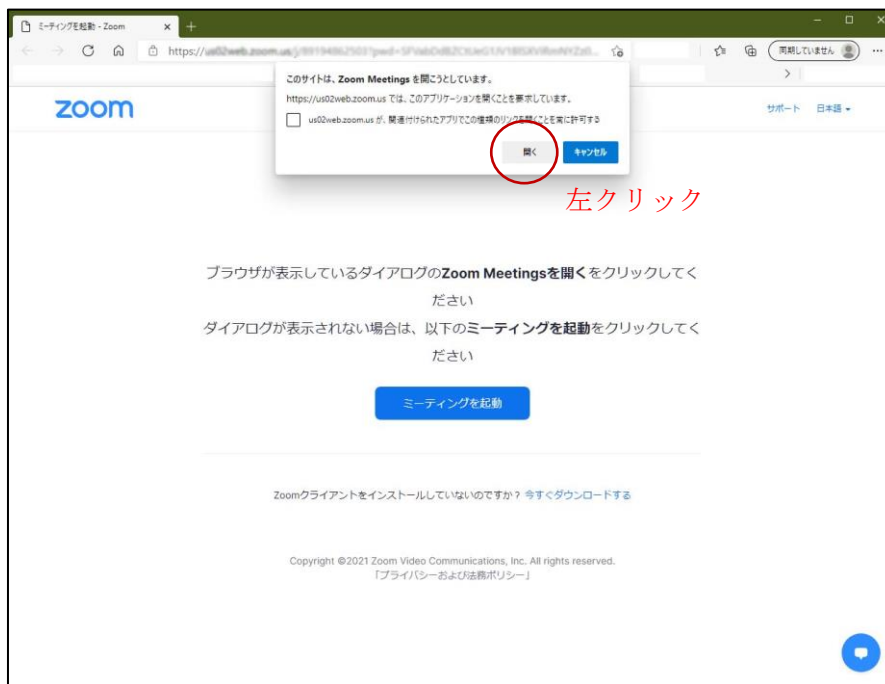 ミーティングを起動 - Zoom
https://us02web.zoom.us/j/
同期していません
このサイトは、Zoom Meetings を開こうとしています。
https://us02web.zoom.us では、このアプリケーションを開くことを要求しています。
us02web.zoom.us が、関連付けられたアプリでこの種類のリンクを開くことを常に許可する
開く キャンセル
zoom
サポート 日本語
左クリック
ブラウザが表示しているダイアログのZoom Meetingsを開くをクリックしてく
ださい
ダイアログが表示されない場合は、以下のミーティングを起動をクリックしてく
ださい
ミーティングを起動
Zoomクライアントをインストールしていないのですか？ 今すぐダウンロードする
Copyright ©2021 Zoom Video Communications, Inc. All rights reserved.
「プライバシーおよび法務ポリシー」